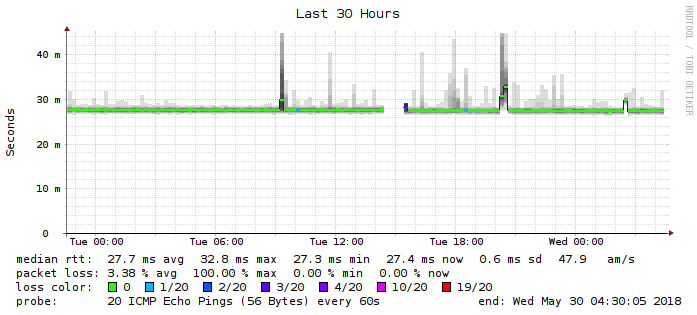 Last 30 Hours
RRDTOOL / TOBI OETIKER
Seconds
40 m
30 m
20 m
10 m
0
Tue 00:00 Tue 06:00 Tue 12:00 Tue 18:00 Wed 00:00
median rtt: 27.7 ms avg 32.8 ms max 27.3 ms min 27.4 ms now 0.6 ms sd 47.9 am/s
packet loss: 3.38 % avg 100.00 % max 0.00 % min 0.00 % now
loss color: 0 1/20 2/20 3/20 4/20 10/20 19/20
probe: 20 ICMP Echo Pings (56 Bytes) every 60s end: Wed May 30 04:30:05 2018